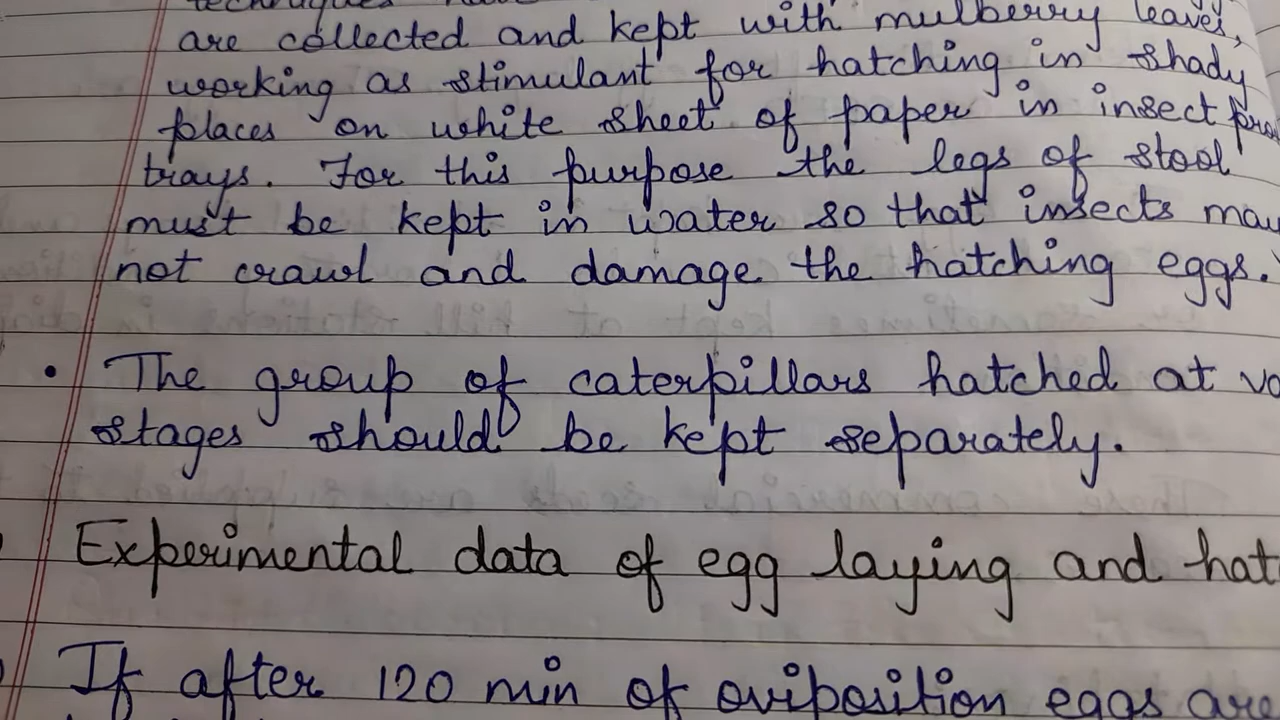 are collected and kept with mulberry leaves,
working as stimulant for hatching in shady
places on white sheet of paper in insect
trays. For this purpose the legs of stool
must be kept in water so that insects may
not crawl and damage the hatching eggs.
• The group of caterpillars hatched at
stages should be kept separately.
Experimental data of egg laying and
If after 120 min of oviposition eggs are